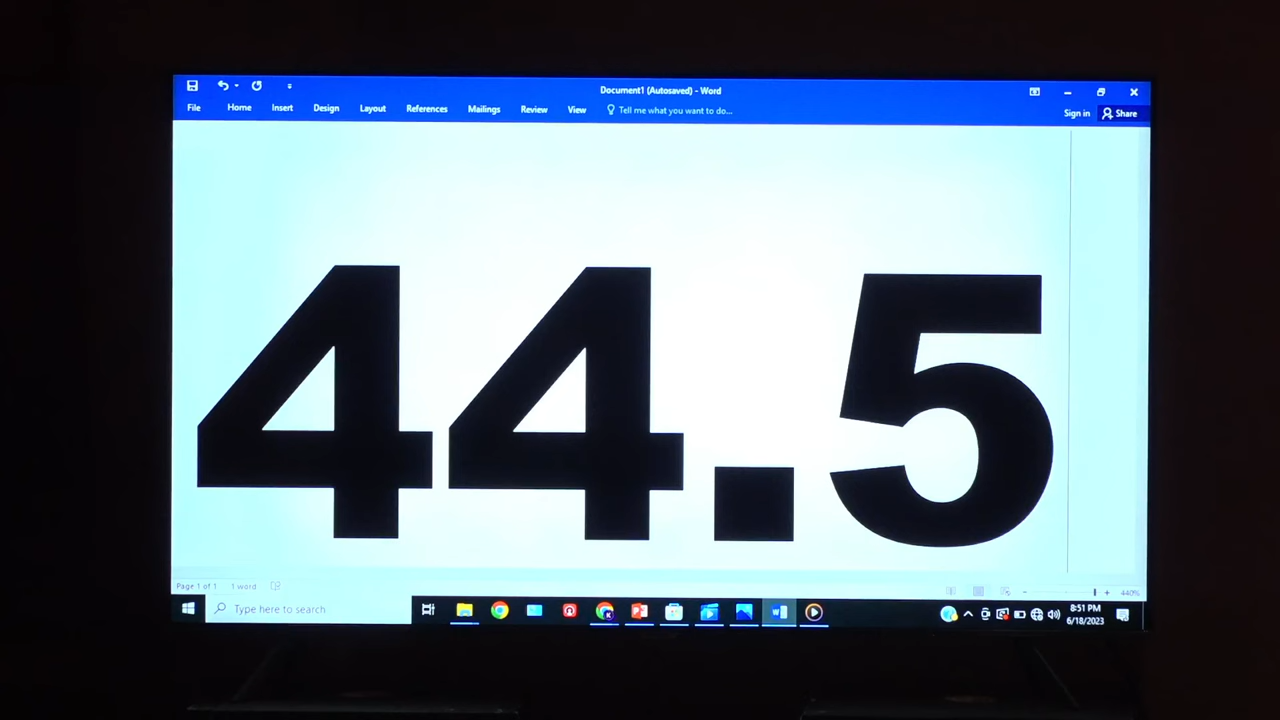 Document1 (Autosaved) - Word
File Home Insert Design Layout References Mailings Review View Tell me what you want to do... Sign in Share
44.5
Page 1 of 1 1 word 440%
Type here to search 8:51 PM
6/18/2023